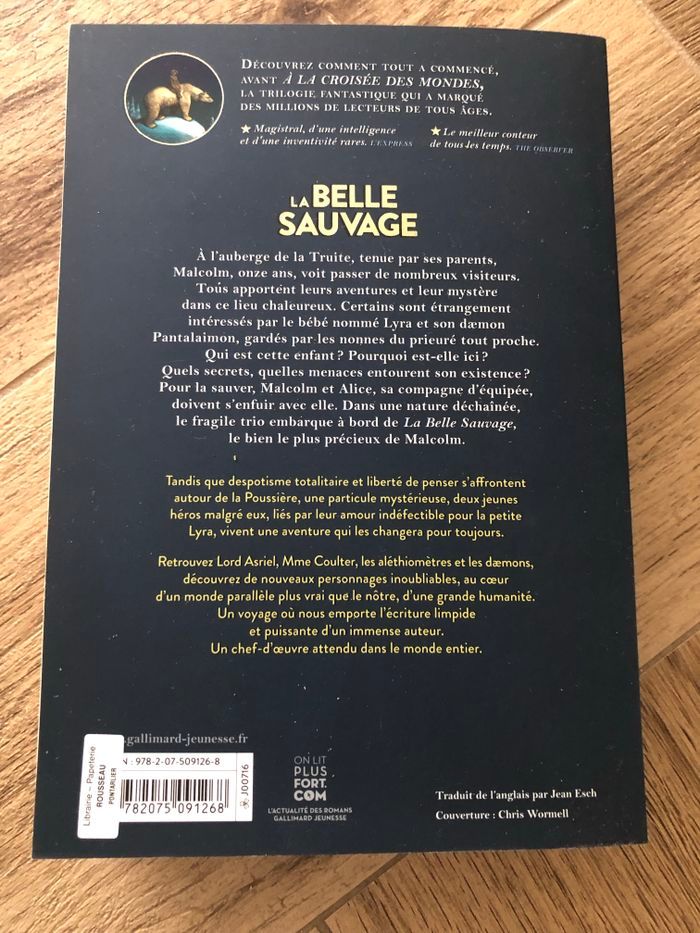 DÉCOUVREZ COMMENT TOUT A COMMENCÉ,
AVANT À LA CROISÉE DES MONDES,
LA TRILOGIE FANTASTIQUE QUI A MARQUÉ
DES MILLIONS DE LECTEURS DE TOUS ÂGES.
★ Magistral, d'une intelligence
et d'une inventivité rares. L'EXPRESS
★ Le meilleur conteur
de tous les temps. THE OBSERVER
LA BELLE
SAUVAGE
À l'auberge de la Truite, tenue par ses parents,
Malcolm, onze ans, voit passer de nombreux visiteurs.
Tous apportent leurs aventures et leur mystère
dans ce lieu chaleureux. Certains sont étrangement
intéressés par le bébé nommé Lyra et son dæmon
Pantalaimon, gardés par les nonnes du prieuré tout proche.
Qui est cette enfant ? Pourquoi est-elle ici ?
Quels secrets, quelles menaces entourent son existence ?
Pour la sauver, Malcolm et Alice, sa compagne d'équipée,
doivent s'enfuir avec elle. Dans une nature déchaînée,
le fragile trio embarque à bord de La Belle Sauvage,
le bien le plus précieux de Malcolm.
Tandis que despotisme totalitaire et liberté de penser s'affrontent
autour de la Poussière, une particule mystérieuse, deux jeunes
héros malgré eux, liés par leur amour indéfectible pour la petite
Lyra, vivent une aventure qui les changera pour toujours.
Retrouvez Lord Asriel, Mme Coulter, les aléthiomètres et les dæmons,
découvrez de nouveaux personnages inoubliables, au cœur
d'un monde parallèle plus vrai que le nôtre, d'une grande humanité.
Un voyage où nous emporte l'écriture limpide
et puissante d'un immense auteur.
Un chef-d'œuvre attendu dans le monde entier.
.gallimard-jeunesse.fr
N : 978-2-07-509126-8
782075 091268
J00716
Librairie – Papeterie
ROUSSEAU
PONTARLIER
ON LIT
PLUS
FORT.
COM
L'ACTUALITÉ DES ROMANS
GALLIMARD JEUNESSE
Traduit de l'anglais par Jean Esch
Couverture : Chris Wormell